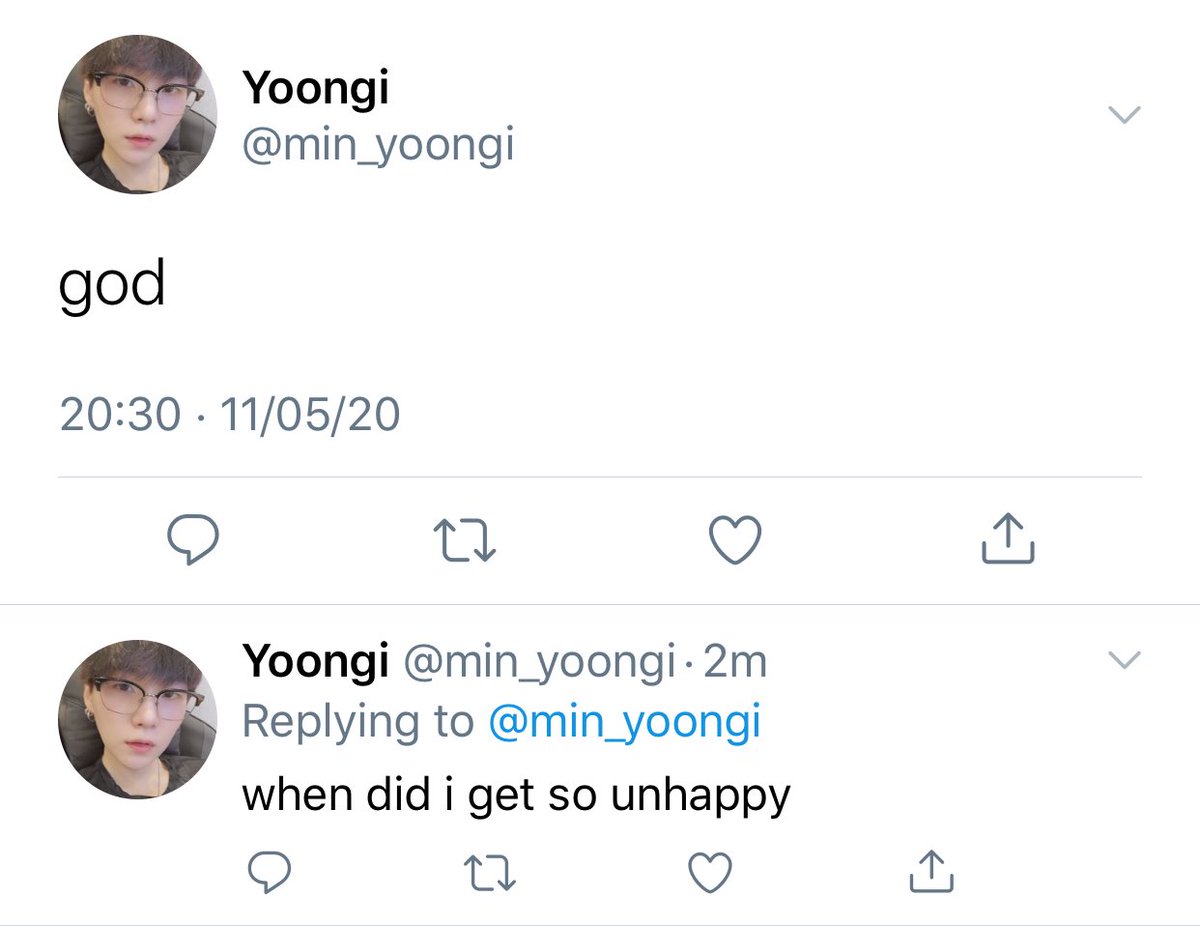 Yoongi
@min_yoongi
god
20:30 · 11/05/20
Yoongi @min_yoongi · 2m
Replying to @min_yoongi
when did i get so unhappy